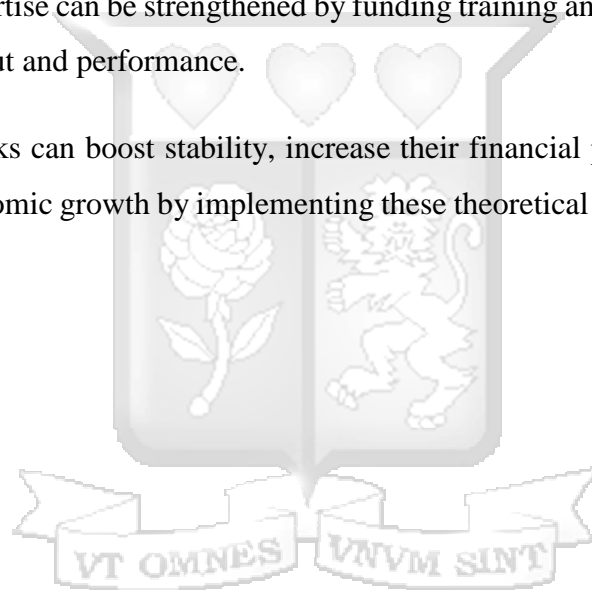 rtise can be strengthened by funding training an
ut and performance.
ks can boost stability, increase their financial p
omic growth by implementing these theoretical
VT OMNES VNVM SINT